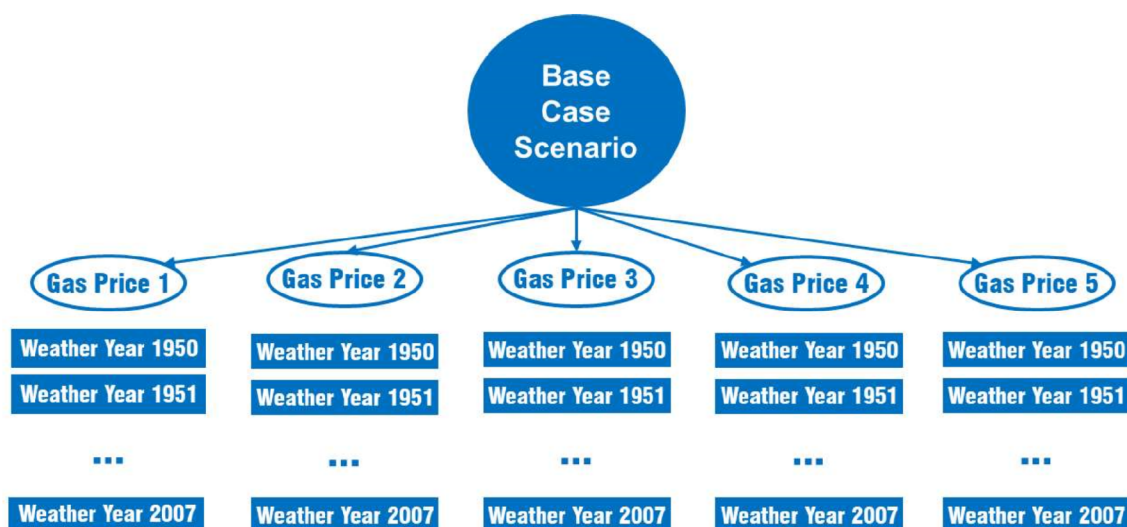 Base
Case
Scenario
Gas Price 1
Gas Price 2
Gas Price 3
Gas Price 4
Gas Price 5
Weather Year 1950
Weather Year 1950
Weather Year 1950
Weather Year 1950
Weather Year 1950
Weather Year 1951
Weather Year 1951
Weather Year 1951
Weather Year 1951
Weather Year 1951
...
...
...
...
...
Weather Year 2007
Weather Year 2007
Weather Year 2007
Weather Year 2007
Weather Year 2007